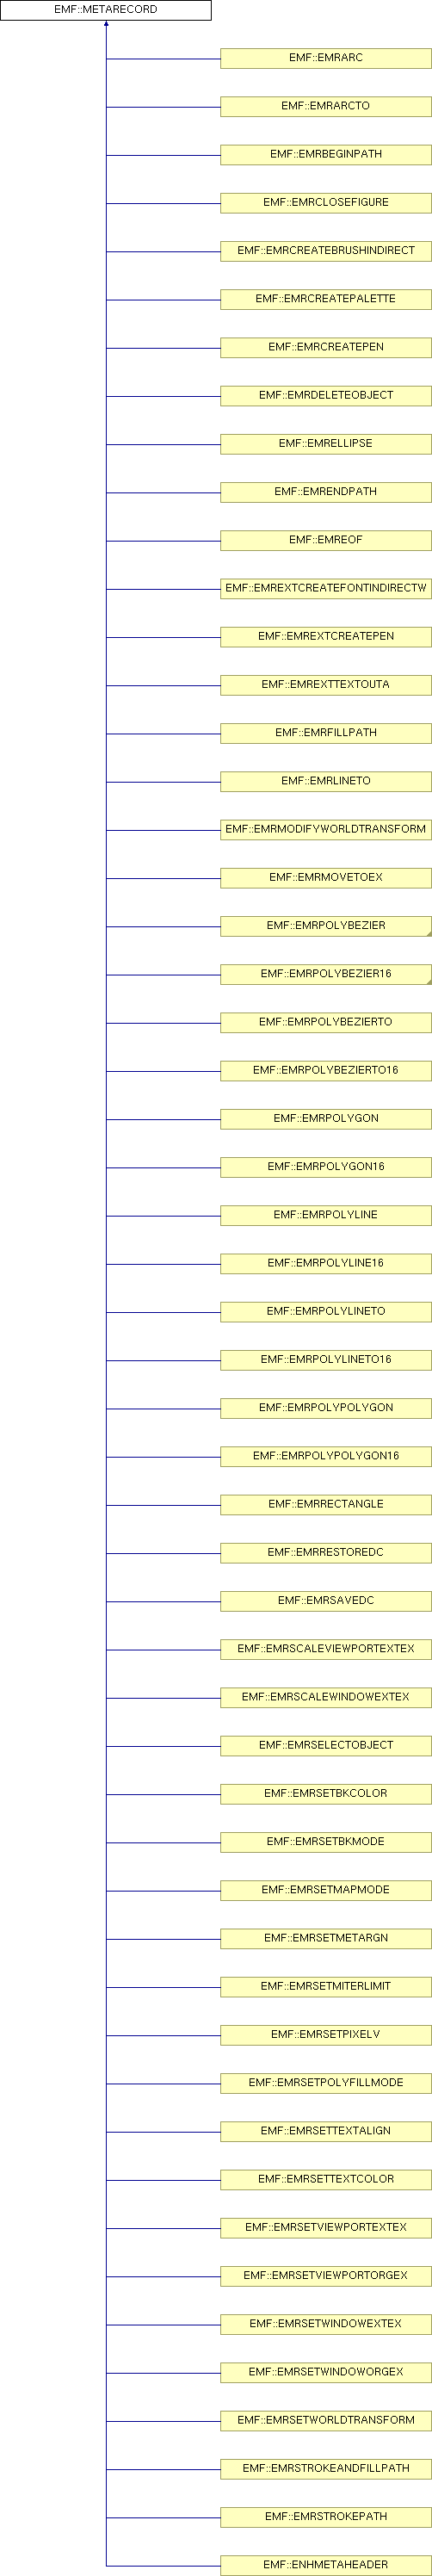 EMF::METARECORD
EMF::EMRARC
EMF::EMRARCTO
EMF::EMRBEGINPATH
EMF::EMRCLOSEFIGURE
EMF::EMRCREATEBRUSHINDIRECT
EMF::EMRCREATEPALETTE
EMF::EMRCREATEPEN
EMF::EMRDELETEOBJECT
EMF::EMRELLIPSE
EMF::EMRENDPATH
EMF::EMREOF
EMF::EMREXTCREATEFONTINDIRECTW
EMF::EMREXTCREATEPEN
EMF::EMREXTTEXTOUTA
EMF::EMRFILLPATH
EMF::EMRLINETO
EMF::EMRMODIFYWORLDTRANSFORM
EMF::EMRMOVETOEX
EMF::EMRPOLYBEZIER
EMF::EMRPOLYBEZIER16
EMF::EMRPOLYBEZIERTO
EMF::EMRPOLYBEZIERTO16
EMF::EMRPOLYGON
EMF::EMRPOLYGON16
EMF::EMRPOLYLINE
EMF::EMRPOLYLINE16
EMF::EMRPOLYLINETO
EMF::EMRPOLYLINETO16
EMF::EMRPOLYPOLYGON
EMF::EMRPOLYPOLYGON16
EMF::EMRRECTANGLE
EMF::EMRRESTOREDC
EMF::EMRSAVEDC
EMF::EMRSCALEVIEWPORTEXTEX
EMF::EMRSCALEWINDOWEXTEX
EMF::EMRSELECTOBJECT
EMF::EMRSETBKCOLOR
EMF::EMRSETBKMODE
EMF::EMRSETMAPMODE
EMF::EMRSETMETARGN
EMF::EMRSETMITERLIMIT
EMF::EMRSETPIXELV
EMF::EMRSETPOLYFILLMODE
EMF::EMRSETTEXTALIGN
EMF::EMRSETTEXTCOLOR
EMF::EMRSETVIEWPORTEXTEX
EMF::EMRSETVIEWPORTORGEX
EMF::EMRSETWINDOWEXTEX
EMF::EMRSETWINDOWORGEX
EMF::EMRSETWORLDTRANSFORM
EMF::EMRSTROKEANDFILLPATH
EMF::EMRSTROKEPATH
EMF::ENHMETAHEADER